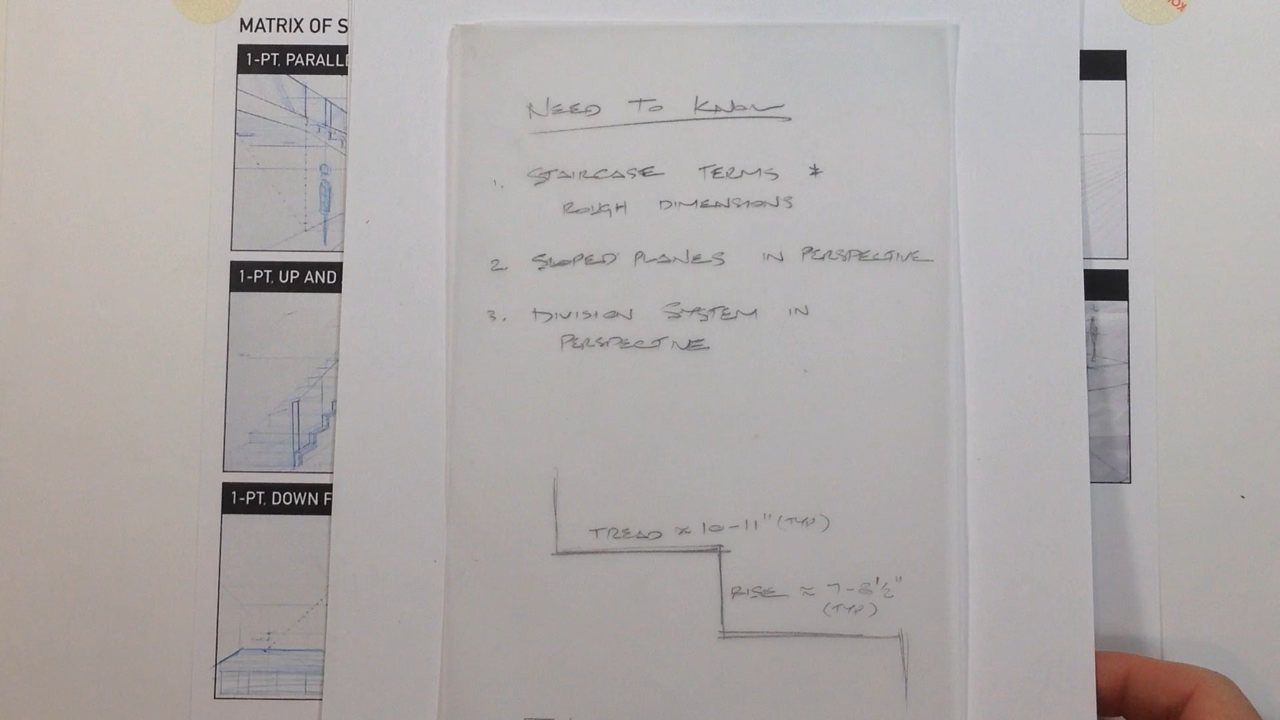 MATRIX OF S
1-PT. PARALLE
1-PT, UP AND
1-PT, DOWN F
NEED TO KNOW
1. STAIRCASE TERMS &
ROUGH DIMENSIONS
2. SLOPED PLANES IN PERSPECTIVE
3. DIVISION SYSTEM IN
PERSPECTIVE
TREAD ≈ 10-11" (TYP)
RISE ≈ 7-8½"
(TYP)